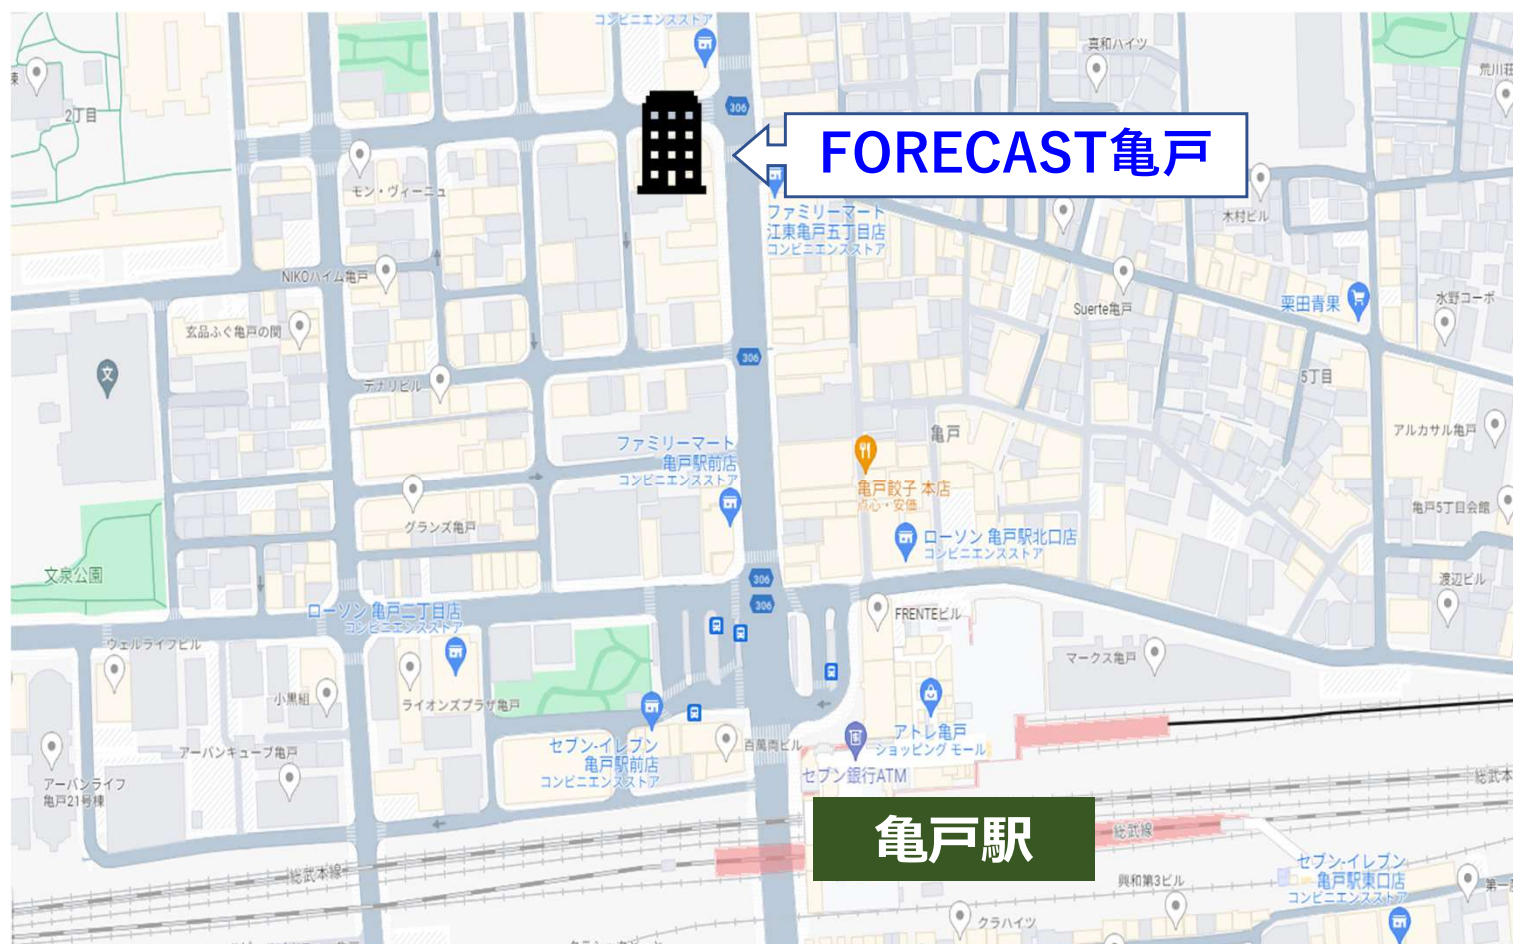 コンビニエンスストア
真和ハイツ
荒川荘
棟
2丁目
306
FORECAST亀戸
モン・ヴィーニュ
木村ビル
ファミリーマート
江東亀戸五丁目店
コンビニエンスストア
NIKOハイム亀戸
Suerte亀戸
栗田青果
水野コーポ
玄品ふぐ亀戸の関
306
文
テナリビル
5丁目
亀戸
アルカサル亀戸
ファミリーマート
亀戸駅前店
コンビニエンスストア
亀戸餃子 本店
点心・安価
グランズ亀戸
亀戸5丁目会館
ローソン 亀戸駅北口店
コンビニエンスストア
文泉公園
306
306
渡辺ビル
ローソン 亀戸二丁目店
コンビニエンスストア
FRENTEビル
ウェルライフビル
マークス亀戸
小黒組
ライオンズプラザ亀戸
アトレ亀戸
ショッピング モール
アーバンキューブ亀戸
セブン-イレブン
亀戸駅前店
コンビニエンスストア
百萬両ビル
セブン銀行ATM
アーバンライフ
亀戸21号棟
総武本
亀戸駅
総武線
総武本線
セブン-イレブン
亀戸駅東口店
コンビニエンスストア
興和第3ビル
第一
クラハイツ